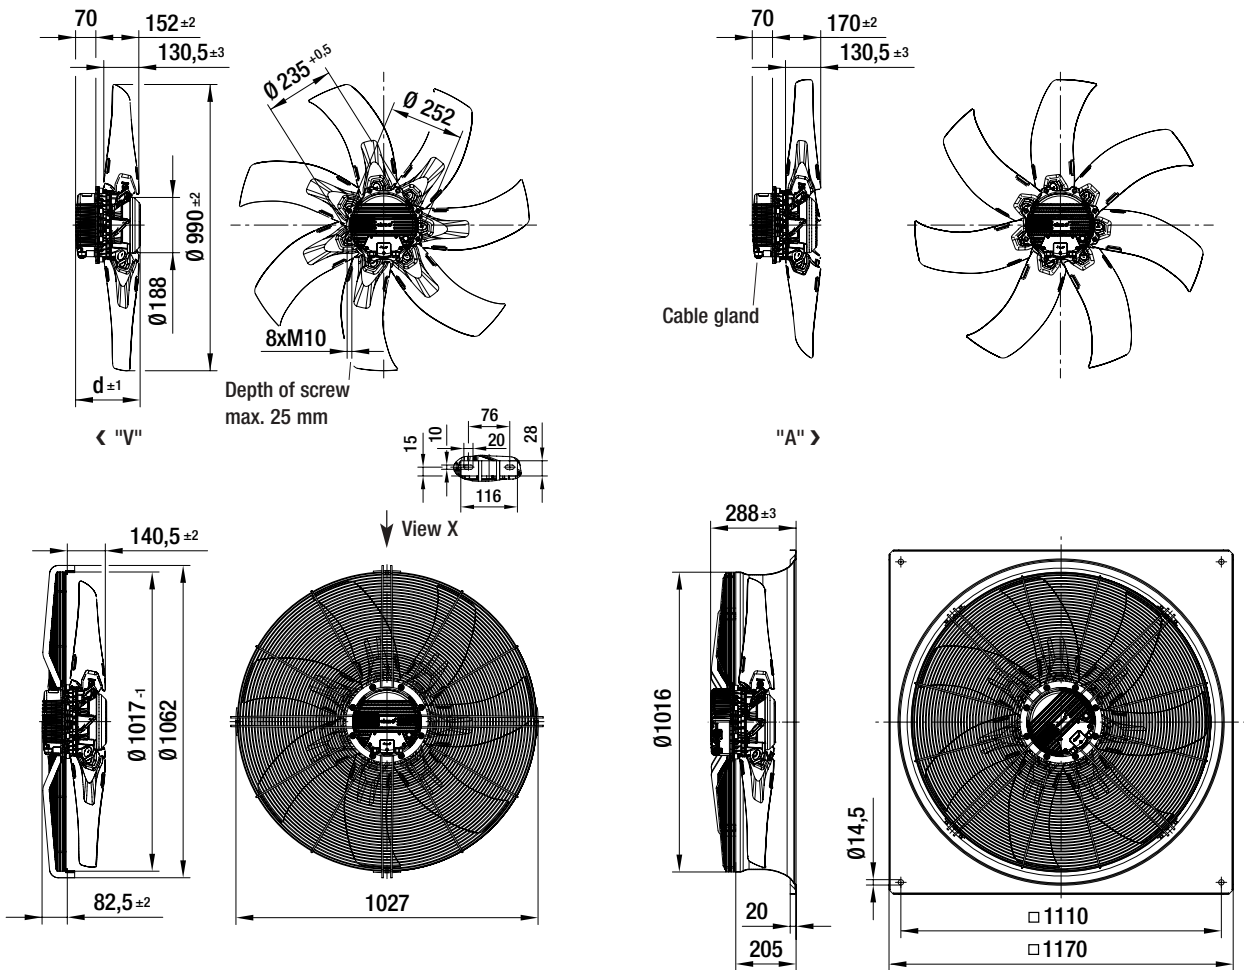 70
152 ±2
130,5 ±3
Ø 235 +0,5
Ø 252
Ø 990 ±2
Ø 188
8xM10
d ±1
Depth of screw
max. 25 mm
❮ "V"
70
170 ±2
130,5 ±3
Cable gland
"A" ❯
76
15
10
20
28
116
View X
140,5 ±2
Ø 1017 -1
Ø 1062
82,5 ±2
1027
288 ±3
Ø 1016
20
205
Ø 14,5
□ 1110
□ 1170